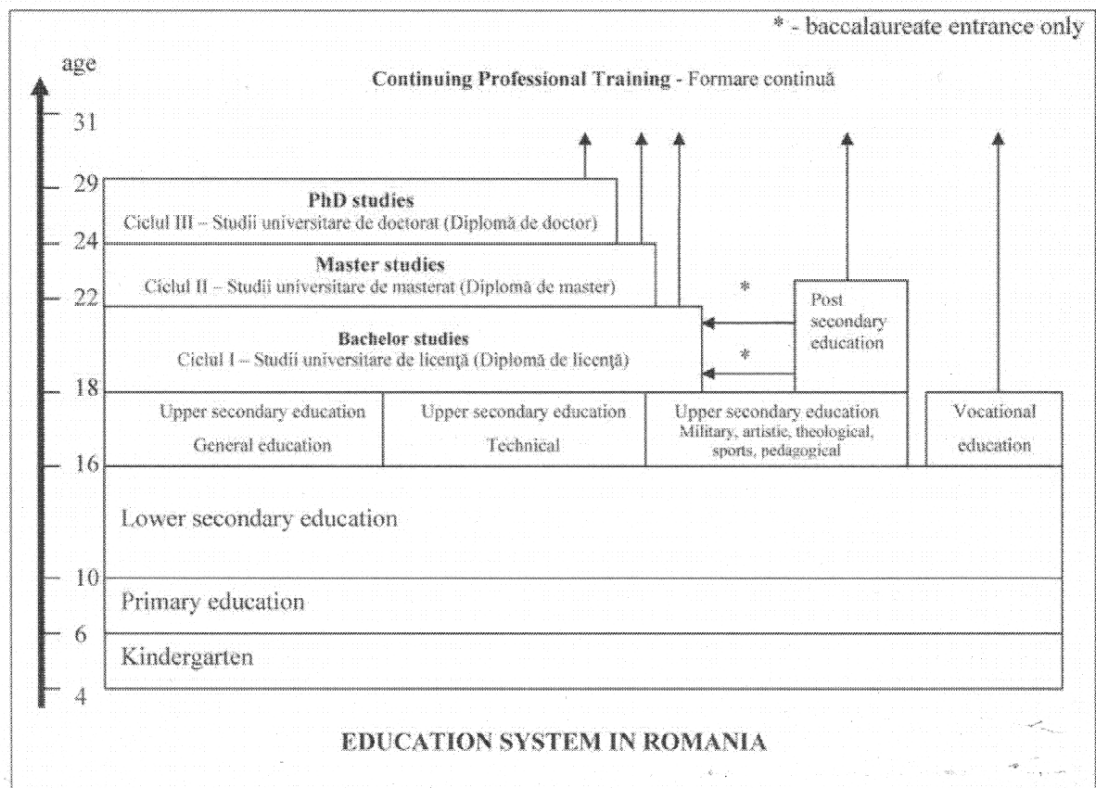 * - baccalaureate entrance only
age
Continuing Professional Training - Formare continuă
31
29
PhD studies
Ciclul III – Studii universitare de doctorat (Diplomă de doctor)
24
Master studies
Ciclul II – Studii universitare de masterat (Diplomă de master)
*
22
Post
secondary
education
Bachelor studies
Ciclul I – Studii universitare de licenţă (Diplomă de licenţă)
*
18
Upper secondary education
General education
Upper secondary education
Technical
Upper secondary education
Military, artistie, theological,
sports, pedagogical
Vocational
education
16
Lower secondary education
10
Primary education
6
Kindergarten
4
EDUCATION SYSTEM IN ROMANIA